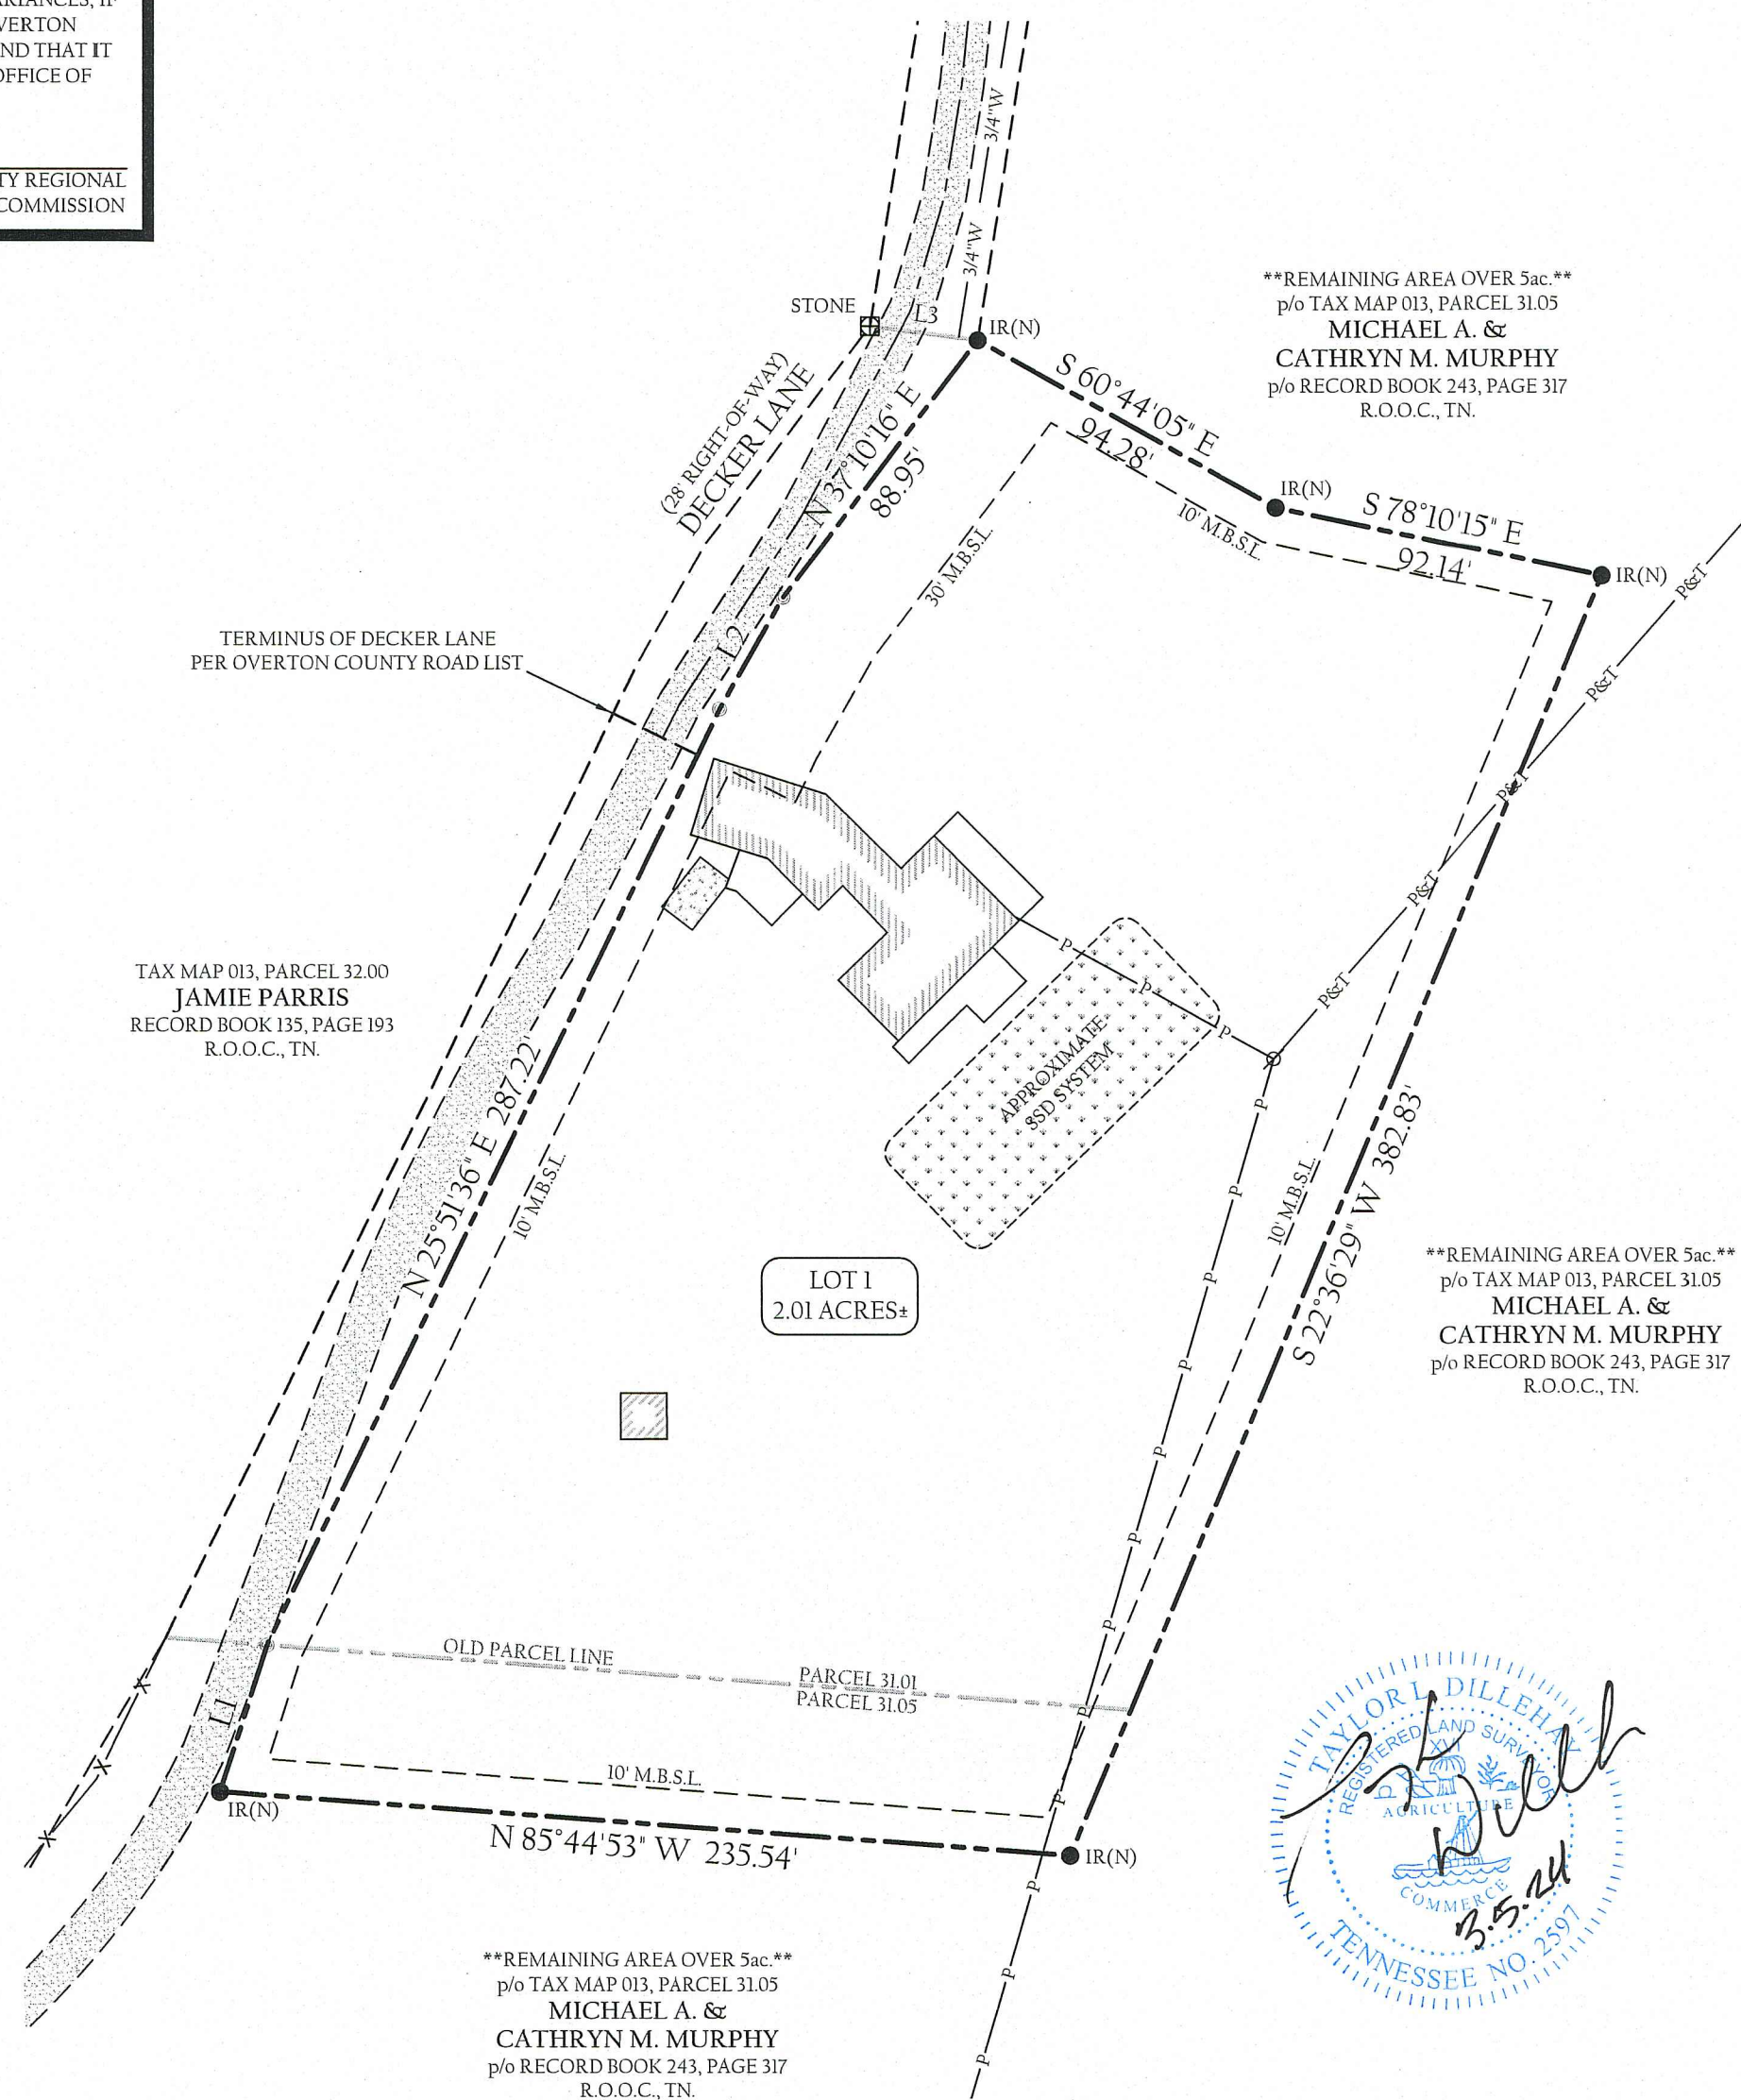 ARIANCES, IF
VERTON
ND THAT IT
OFFICE OF
TY REGIONAL
COMMISSION
3/4"W
3/4"W
STONE
L3
IR(N)
**REMAINING AREA OVER 5ac.**
p/o TAX MAP 013, PARCEL 31.05
MICHAEL A. &
CATHRYN M. MURPHY
p/o RECORD BOOK 243, PAGE 317
R.O.O.C., TN.
(28' RIGHT-OF-WAY)
DECKER LANE
N 37°10'16" E
88.95'
S 60°44'05" E
94.28'
IR(N)
10' M.B.S.L.
S 78°10'15" E
92.14'
IR(N)
30' M.B.S.L.
P&T
P&T
P&T
P&T
P&T
TERMINUS OF DECKER LANE
PER OVERTON COUNTY ROAD LIST
L2
TAX MAP 013, PARCEL 32.00
JAMIE PARRIS
RECORD BOOK 135, PAGE 193
R.O.O.C., TN.
P
P
P
APPROXIMATE
SSD SYSTEM
N 25°51'36" E 287.22'
10' M.B.S.L.
10' M.B.S.L.
S 22°36'29" W 382.83'
LOT 1
2.01 ACRES±
**REMAINING AREA OVER 5ac.**
p/o TAX MAP 013, PARCEL 31.05
MICHAEL A. &
CATHRYN M. MURPHY
p/o RECORD BOOK 243, PAGE 317
R.O.O.C., TN.
P
P
P
P
P
P
P
P
P
P
P
OLD PARCEL LINE
PARCEL 31.01
PARCEL 31.05
L1
X
X
X
10' M.B.S.L.
IR(N)
N 85°44'53" W 235.54'
IR(N)
TAYLOR L. DILLEHAY
REGISTERED LAND SURVEYOR
XVI
AGRICULTURE
COMMERCE
3.5.24
TENNESSEE NO. 2597
**REMAINING AREA OVER 5ac.**
p/o TAX MAP 013, PARCEL 31.05
MICHAEL A. &
CATHRYN M. MURPHY
p/o RECORD BOOK 243, PAGE 317
R.O.O.C., TN.